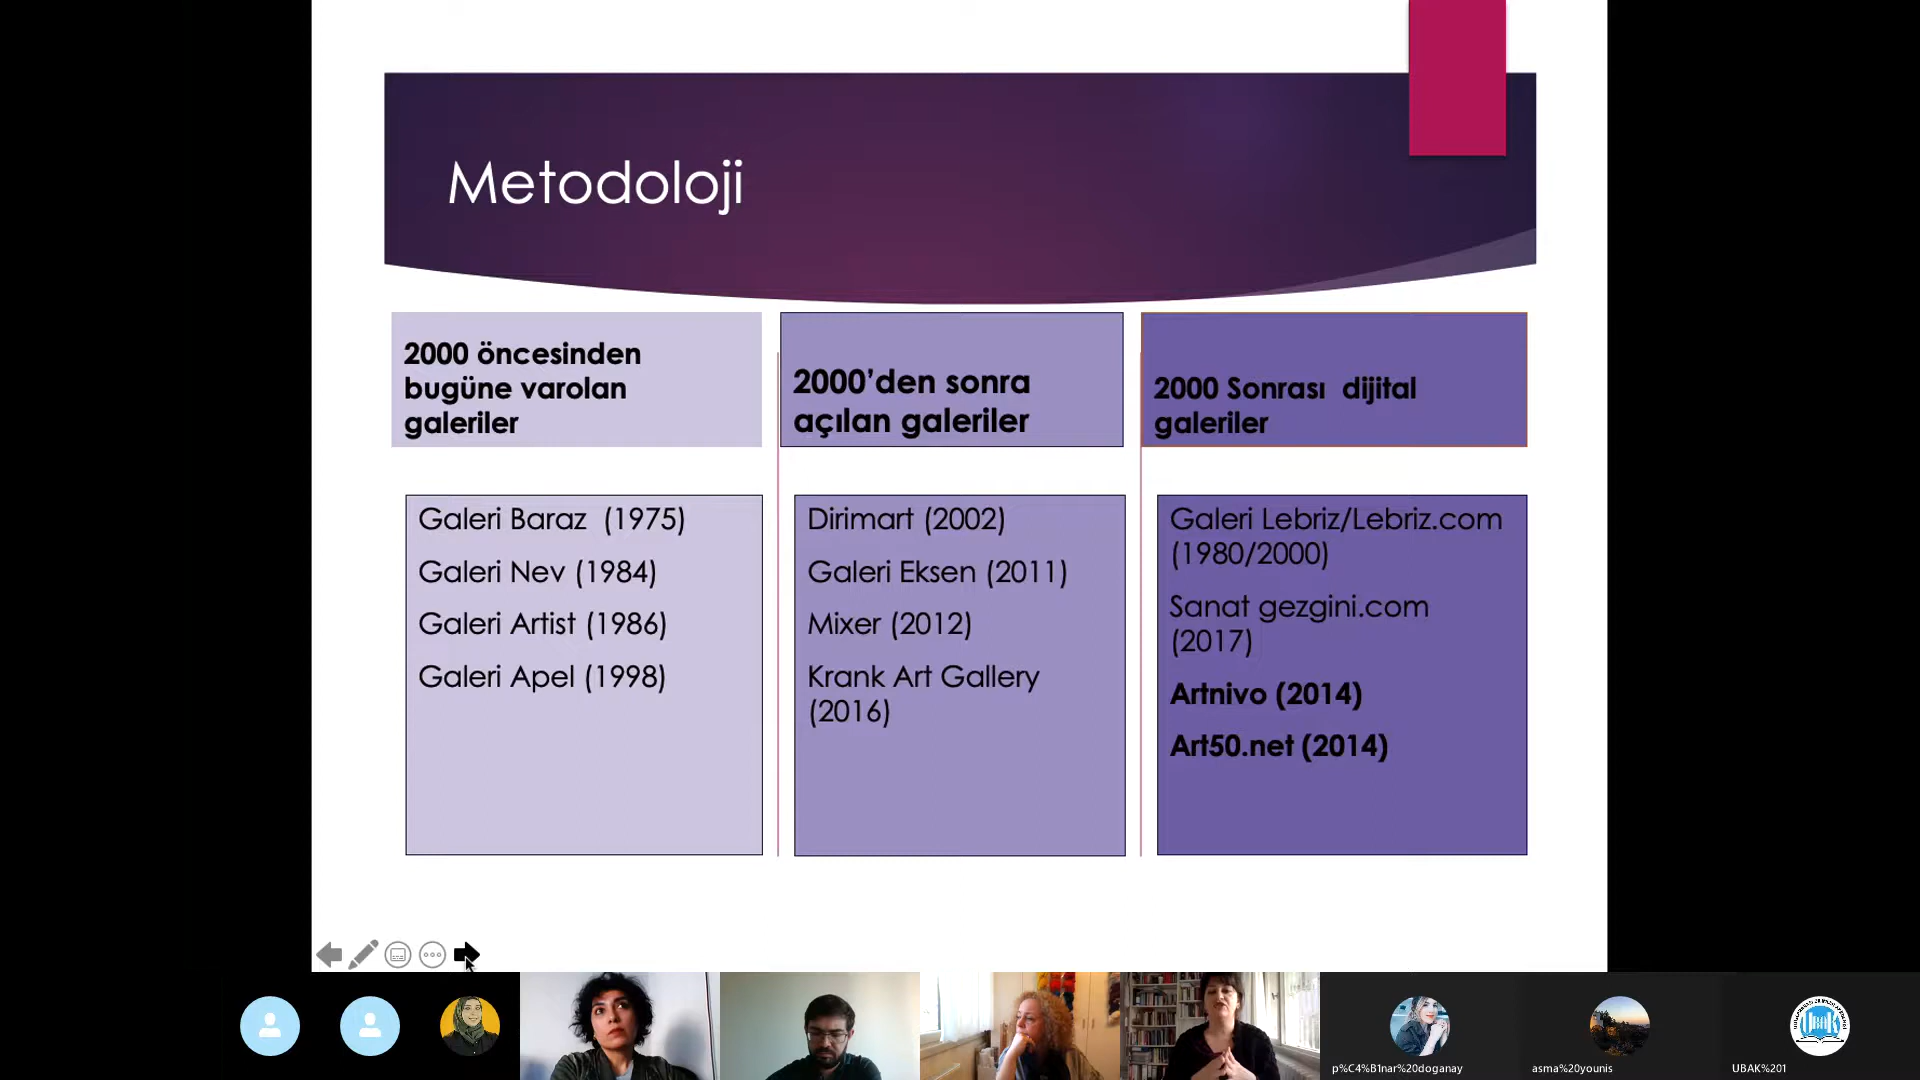 Metodoloji
2000 öncesinden
bugüne varolan
galeriler
2000’den sonra
açılan galeriler
2000 Sonrası  dijital
galeriler
Galeri Baraz  (1975)
Galeri Nev (1984)
Galeri Artist (1986)
Galeri Apel (1998)
Dirimart (2002)
Galeri Eksen (2011)
Mixer (2012)
Krank Art Gallery
(2016)
Galeri Lebriz/Lebriz.com
(1980/2000)
Sanat gezgini.com
(2017)
Artnivo (2014)
Art50.net (2014)
UBAK
p%C4%B1nar%20doganay
asma%20younis
UBAK%201